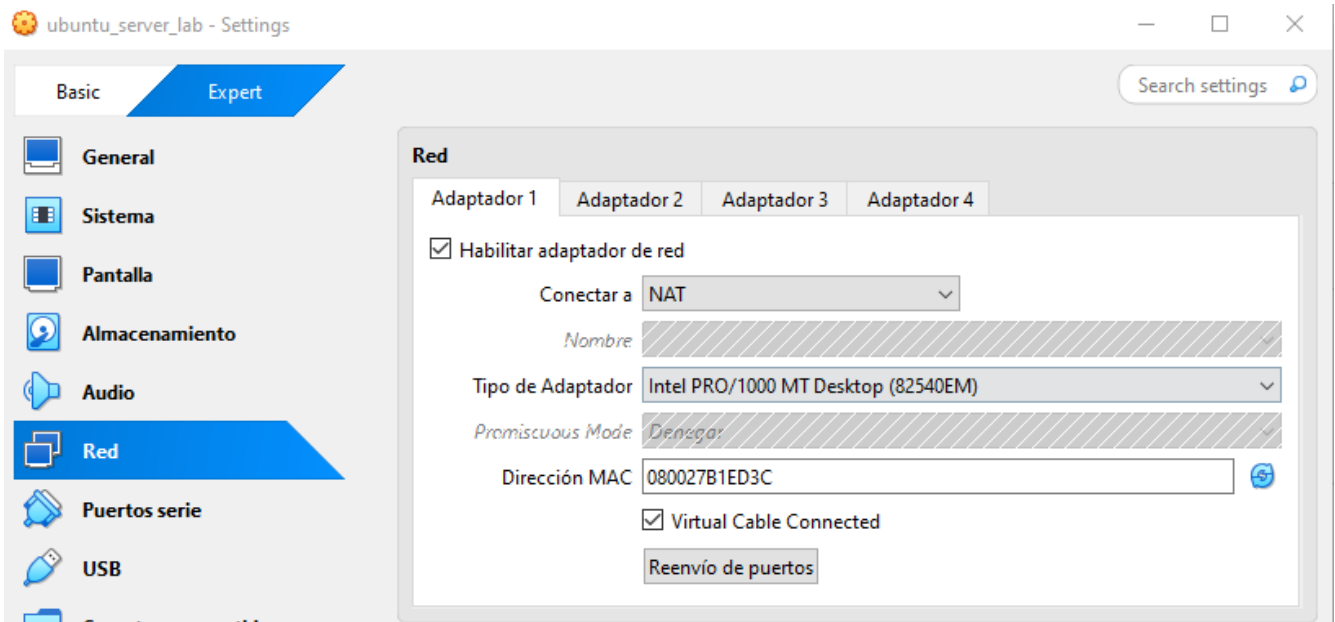 ubuntu_server_lab - Settings
Basic
Expert
Search settings
General
Sistema
Pantalla
Almacenamiento
Audio
Red
Puertos serie
USB
Red
Adaptador 1
Adaptador 2
Adaptador 3
Adaptador 4
Habilitar adaptador de red
Conectar a NAT
Nombre
Tipo de Adaptador Intel PRO/1000 MT Desktop (82540EM)
Promiscuous Mode Denegar
Dirección MAC 080027B1ED3C
Virtual Cable Connected
Reenvío de puertos